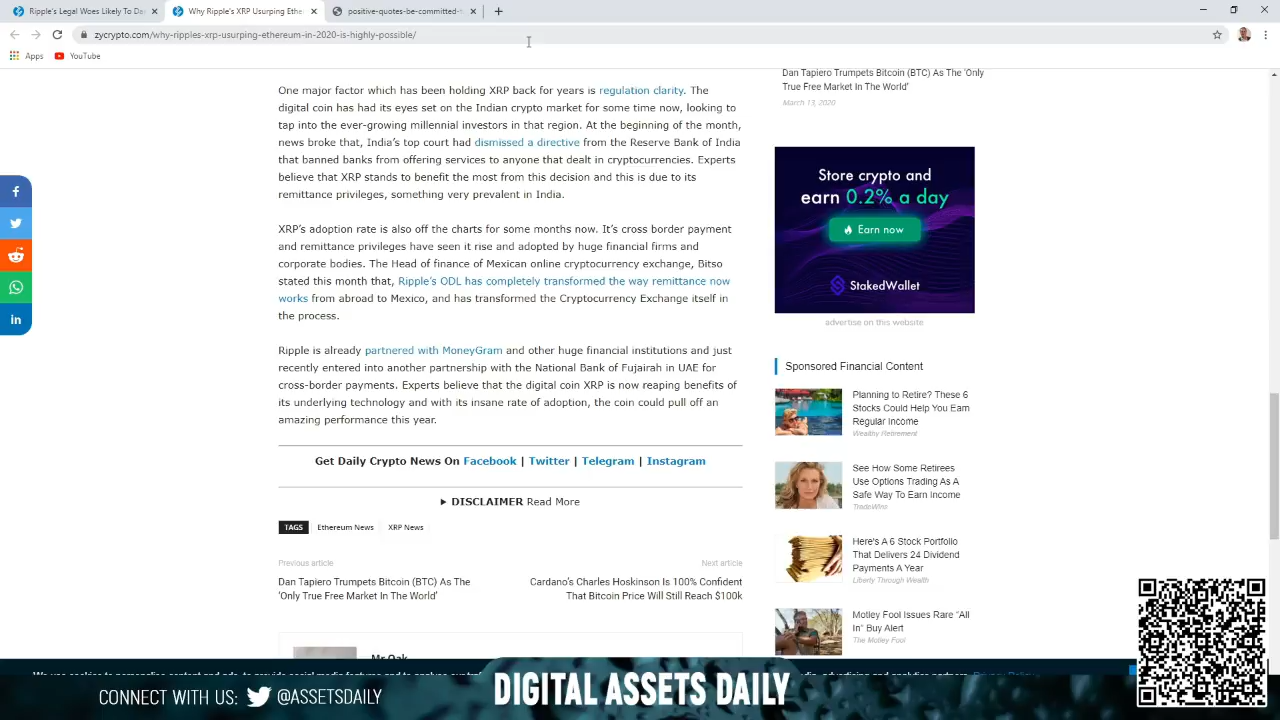 Ripple's Legal Woes Likely To Da
Why Ripple's XRP Usurping Ethe
positive-quotes-be-committed-t
zycrypto.com/why-ripples-xrp-usurping-ethereum-in-2020-is-highly-possible/
Apps
YouTube
One major factor which has been holding XRP back for years is regulation clarity. The
digital coin has had its eyes set on the Indian crypto market for some time now, looking to
tap into the ever-growing millennial investors in that region. At the beginning of the month,
news broke that, India's top court had dismissed a directive from the Reserve Bank of India
that banned banks from offering services to anyone that dealt in cryptocurrencies. Experts
believe that XRP stands to benefit the most from this decision and this is due to its
remittance privileges, something very prevalent in India.
XRP's adoption rate is also off the charts for some months now. It's cross border payment
and remittance privileges have seen it rise and adopted by huge financial firms and
corporate bodies. The Head of finance of Mexican online cryptocurrency exchange, Bitso
stated this month that, Ripple's ODL has completely transformed the way remittance now
works from abroad to Mexico, and has transformed the Cryptocurrency Exchange itself in
the process.
Ripple is already partnered with MoneyGram and other huge financial institutions and just
recently entered into another partnership with the National Bank of Fujairah in UAE for
cross-border payments. Experts believe that the digital coin XRP is now reaping benefits of
its underlying technology and with its insane rate of adoption, the coin could pull off an
amazing performance this year.
Get Daily Crypto News On Facebook | Twitter | Telegram | Instagram
DISCLAIMER Read More
TAGS Ethereum News XRP News
Previous article
Dan Tapiero Trumpets Bitcoin (BTC) As The
'Only True Free Market In The World'
Next article
Cardano's Charles Hoskinson Is 100% Confident
That Bitcoin Price Will Still Reach $100k
Mr Oak
Dan Tapiero Trumpets Bitcoin (BTC) As The 'Only
True Free Market In The World'
March 13, 2020
Store crypto and
earn 0.2% a day
Earn now
StakedWallet
advertise on this website
Sponsored Financial Content
Planning to Retire? These 6
Stocks Could Help You Earn
Regular Income
Wealthy Retirement
See How Some Retirees
Use Options Trading As A
Safe Way To Earn Income
TradeWins
Here's A 6 Stock Portfolio
That Delivers 24 Dividend
Payments A Year
Liberty Through Wealth
Motley Fool Issues Rare "All
In" Buy Alert
The Motley Fool
CONNECT WITH US: @ASSETSDAILY
DIGITAL ASSETS DAILY